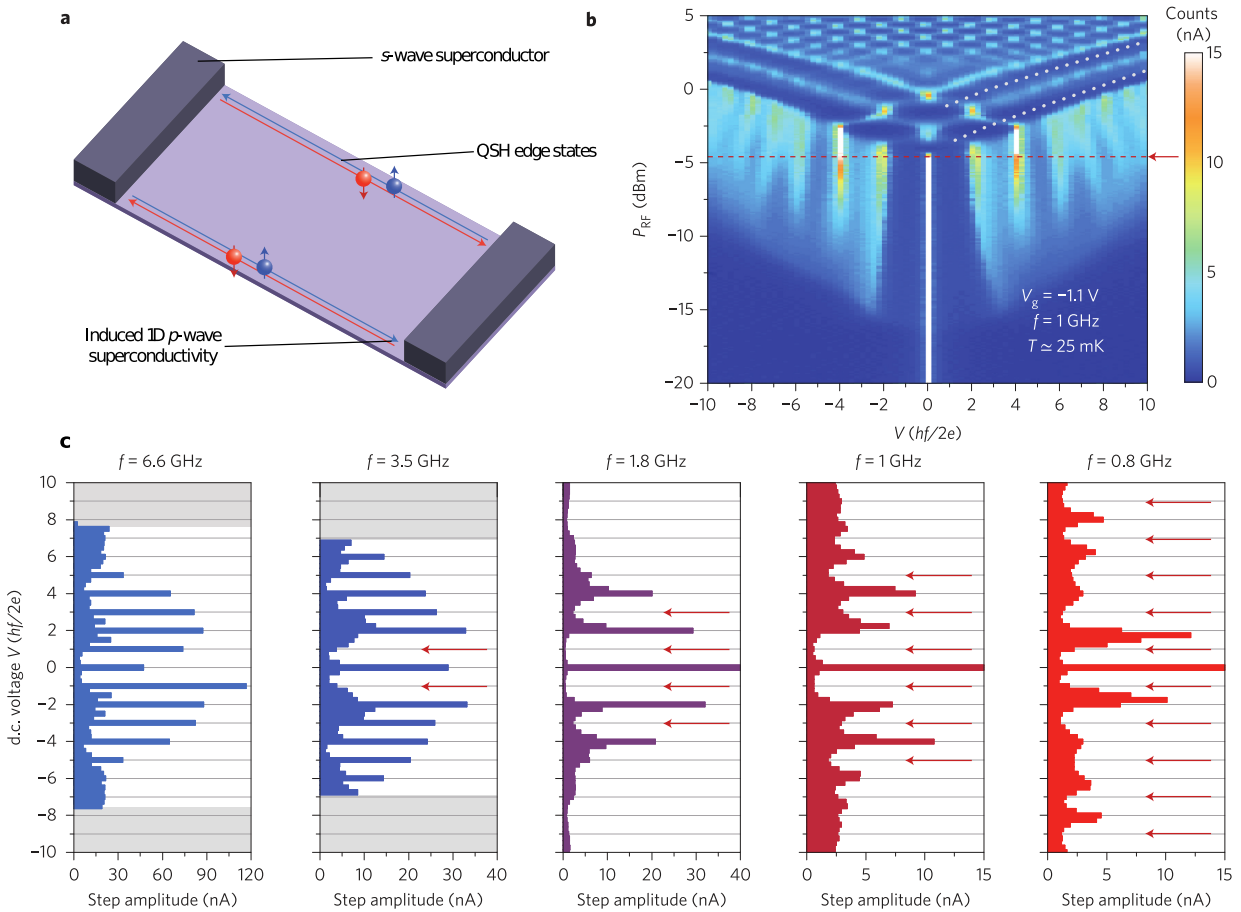 a
s-wave superconductor
QSH edge states
Induced 1D p-wave
superconductivity
b
Counts
(nA)
5
0
−5
−10
−15
−20
P_RF (dBm)
−10 −8 −6 −4 −2 0 2 4 6 8 10
V (hf/2e)
V_g = −1.1 V
f = 1 GHz
T ≃ 25 mK
15
10
5
0
c
f = 6.6 GHz
f = 3.5 GHz
f = 1.8 GHz
f = 1 GHz
f = 0.8 GHz
d.c. voltage V (hf/2e)
10
8
6
4
2
0
−2
−4
−6
−8
−10
0 30 60 90 120
0 10 20 30 40
0 10 20 30 40
0 5 10 15
0 5 10 15
Step amplitude (nA)
Step amplitude (nA)
Step amplitude (nA)
Step amplitude (nA)
Step amplitude (nA)